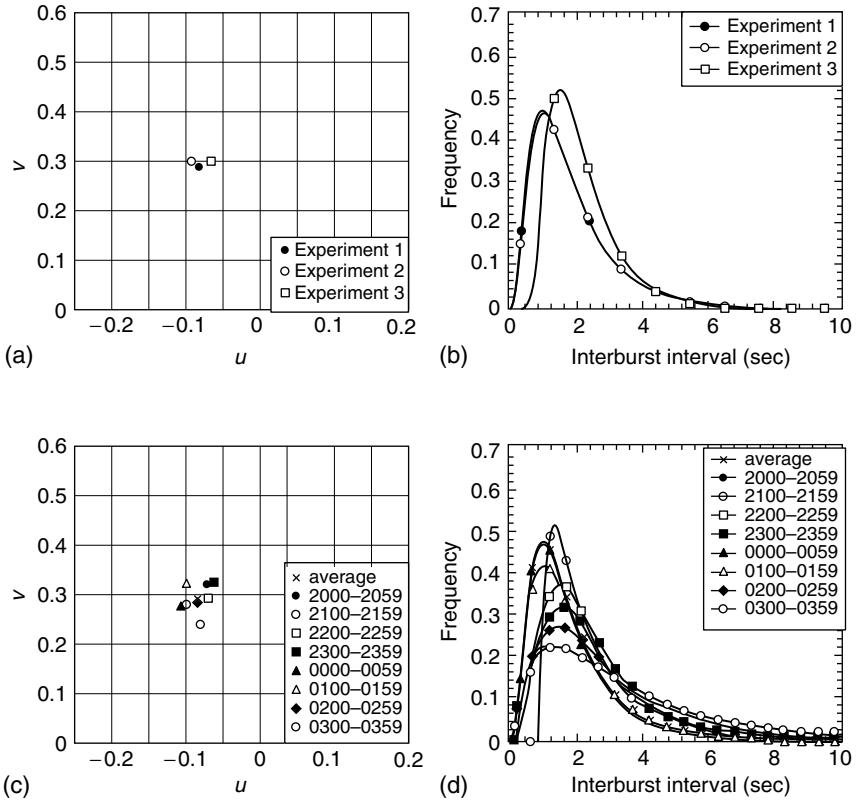 0.6
0.5
0.4
0.3
0.2
0.1
0
v
−0.2 −0.1 0 0.1 0.2
u
Experiment 1
Experiment 2
Experiment 3
(a)
0.7
0.6
0.5
0.4
0.3
0.2
0.1
0
Frequency
0 2 4 6 8 10
Interburst interval (sec)
Experiment 1
Experiment 2
Experiment 3
(b)
0.6
0.5
0.4
0.3
0.2
0.1
0
v
−0.2 −0.1 0 0.1 0.2
u
average
2000–2059
2100–2159
2200–2259
2300–2359
0000–0059
0100–0159
0200–0259
0300–0359
(c)
0.7
0.6
0.5
0.4
0.3
0.2
0.1
0
Frequency
0 2 4 6 8 10
Interburst interval (sec)
average
2000–2059
2100–2159
2200–2259
2300–2359
0000–0059
0100–0159
0200–0259
0300–0359
(d)